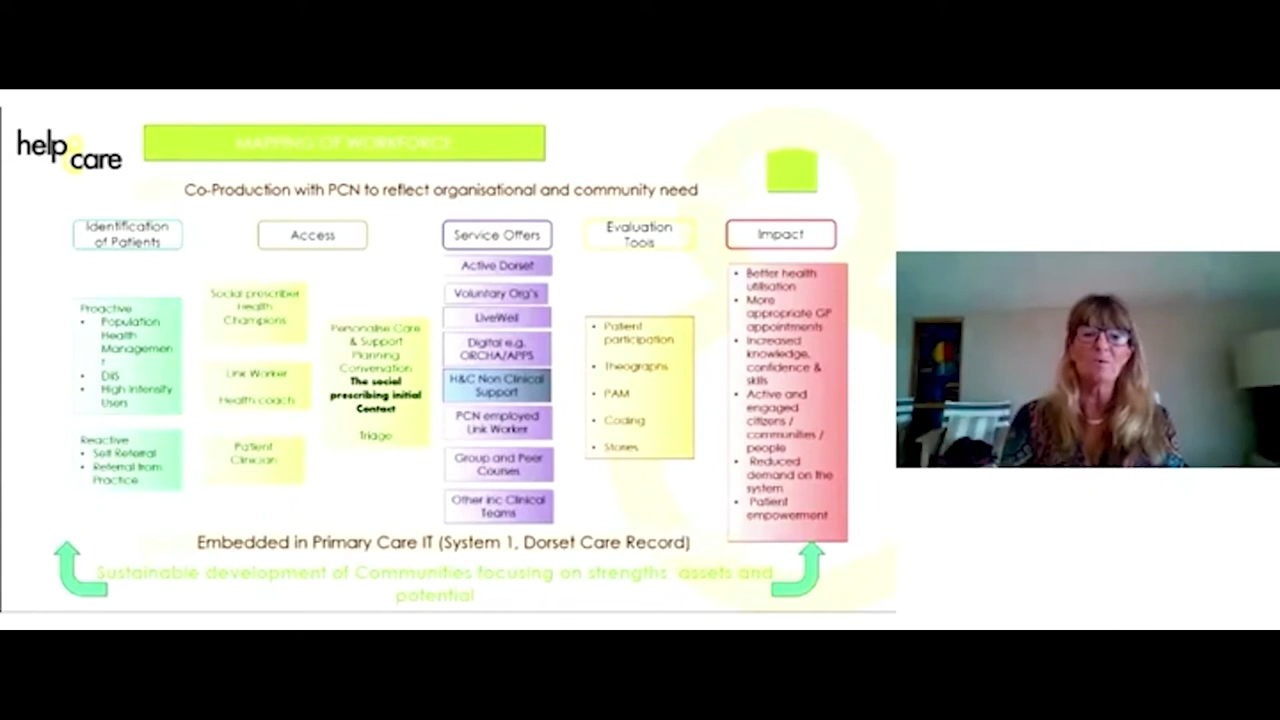 help
care
MAPPING OF WORKFORCE
Co-Production with PCN to reflect organisational and community need
Identification
of Patients
Access
Service Offers
Evaluation
Tools
Impact
Proactive
• Population
Health
Managemen
t
• DiiS
• High Intensity
Users
Reactive
• Self Referral
• Referral from
Practice
Social prescriber
Health
Champions
Link Worker
Health coach
Patient
Clinician
Personalise Care
& Support
Planning
Conversation
The social
prescribing initial
Contact
Triage
Active Dorset
Voluntary Org's
LiveWell
Digital e.g.
ORCHA/APPS
H&C Non Clinical
Support
PCN employed
Link Worker
Group and Peer
Courses
Other inc Clinical
Teams
• Patient
participation
• Theographs
• PAM
• Coding
• Stories
• Better health
utilisation
• More
appropriate GP
appointments
• Increased
knowledge,
confidence &
skills
• Active and
engaged
citizens /
communities /
people
• Reduced
demand on the
system
• Patient
empowerment
Embedded in Primary Care IT (System 1, Dorset Care Record)
Sustainable development of Communities focusing on strengths assets and
potential